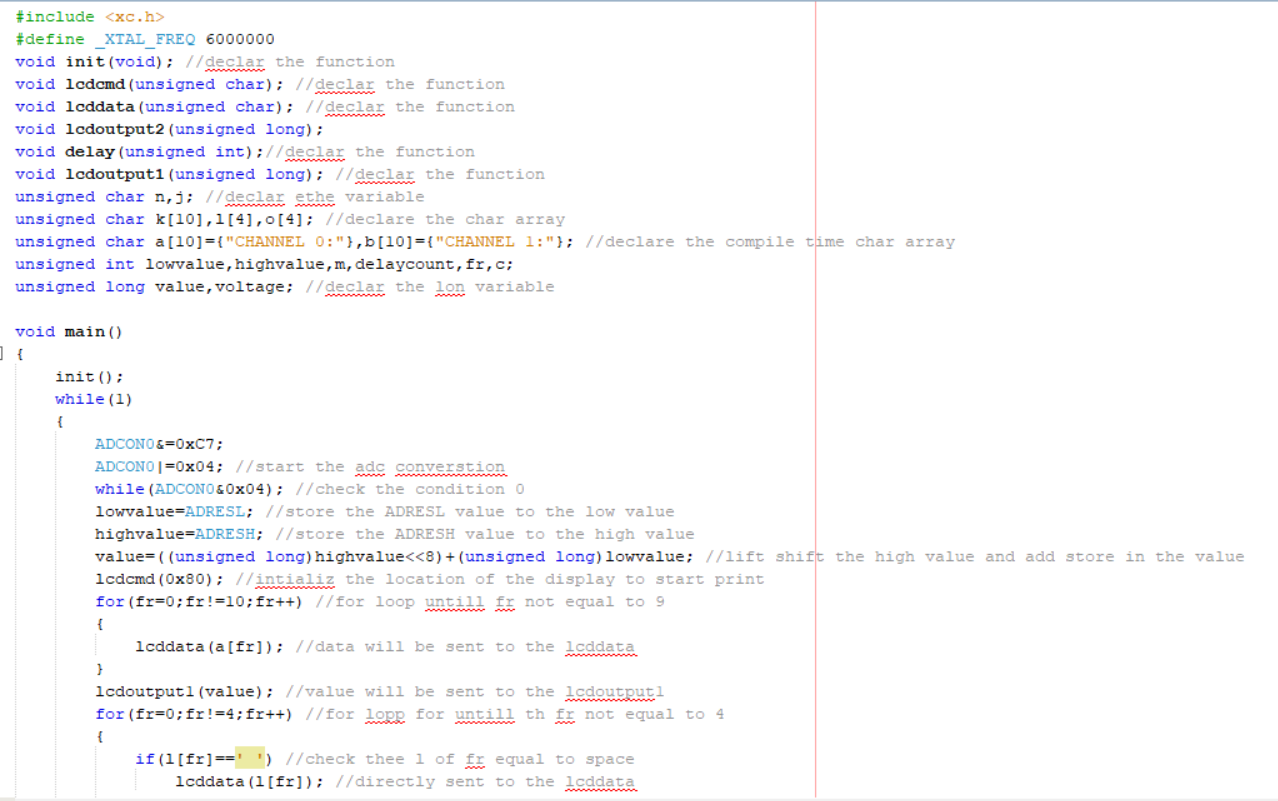 #include <xc.h>
#define _XTAL_FREQ 6000000
void init(void); //declar the function
void lcdcmd(unsigned char); //declar the function
void lcddata(unsigned char); //declar the function
void lcdoutput2(unsigned long);
void delay(unsigned int);//declar the function
void lcdoutput1(unsigned long); //declar the function
unsigned char n,j; //declar ethe variable
unsigned char k[10],l[4],o[4]; //declare the char array
unsigned char a[10]={"CHANNEL 0:"},b[10]={"CHANNEL 1:"}; //declare the compile time char array
unsigned int lowvalue,highvalue,m,delaycount,fr,c;
unsigned long value,voltage; //declar the lon variable

void main()
{
    init();
    while(1)
    {
        ADCON0&=0xC7;
        ADCON0|=0x04; //start the adc converstion
        while(ADCON0&0x04); //check the condition 0
        lowvalue=ADRESL; //store the ADRESL value to the low value
        highvalue=ADRESH; //store the ADRESH value to the high value
        value=((unsigned long)highvalue<<8)+(unsigned long)lowvalue; //lift shift the high value and add store in the value
        lcdcmd(0x80); //intializ the location of the display to start print
        for(fr=0;fr!=10;fr++) //for loop untill fr not equal to 9
        {
            lcddata(a[fr]); //data will be sent to the lcddata
        }
        lcdoutput1(value); //value will be sent to the lcdoutput1
        for(fr=0;fr!=4;fr++) //for lopp for untill th fr not equal to 4
        {
            if(l[fr]==' ') //check thee l of fr equal to space
                lcddata(l[fr]); //directly sent to the lcddata